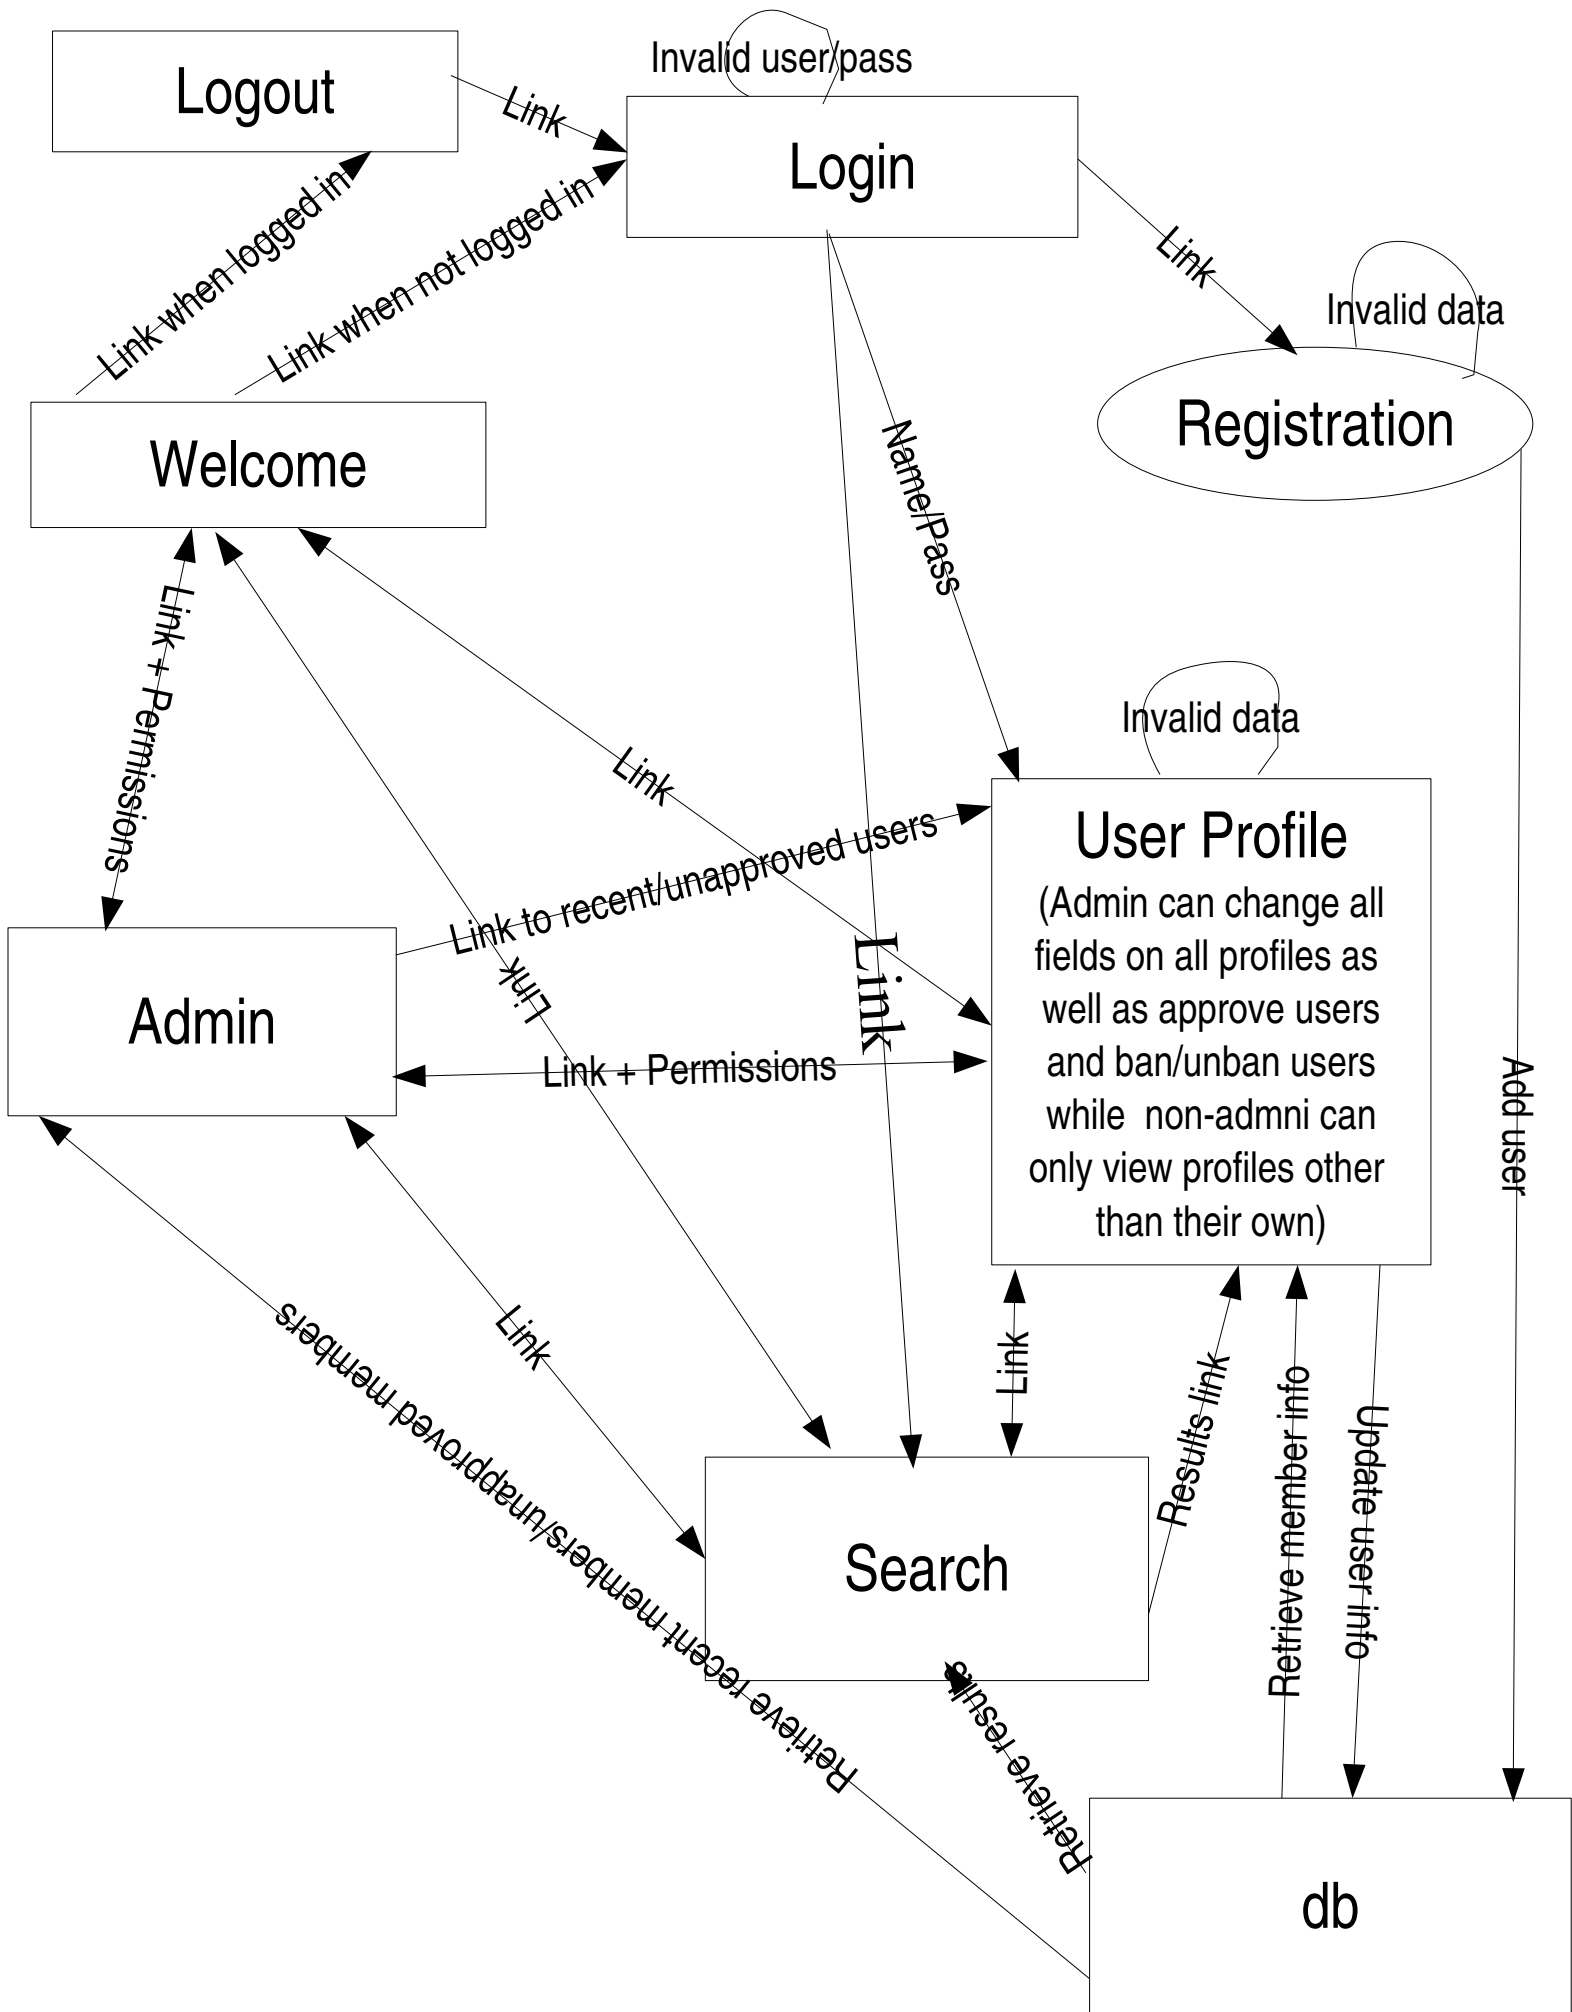 Invalid user/pass
Logout
Link
Login
Link when logged in
Link when not logged in
Link
Invalid data
Registration
Welcome
Name/Pass
Link + Permissions
Link
Invalid data
User Profile
(Admin can change all
fields on all profiles as
well as approve users
and ban/unban users
while  non-admni can
only view profiles other
than their own)
Link to recent/unapproved users
Link
Link
Admin
Link + Permissions
Add user
Link
Link
Results link
Retrieve member info
Update user info
Retrieve recent members/unapproved members
Search
Retrieve results
db